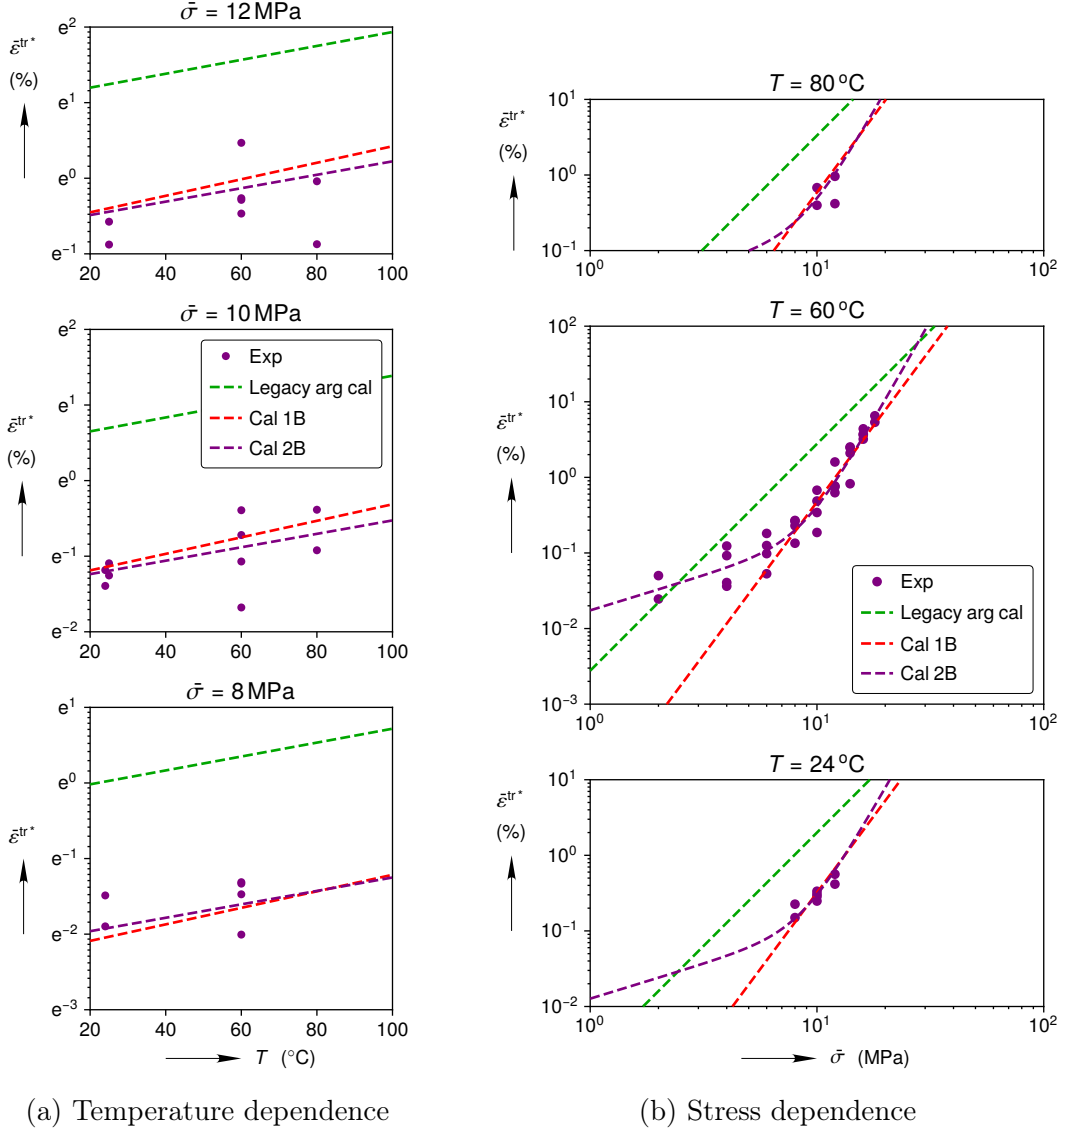 σ̄ = 12 MPa
ε̄ᵗʳ*
(%)
e²
e¹
e⁰
e⁻¹
20 40 60 80 100
σ̄ = 10 MPa
ε̄ᵗʳ*
(%)
e²
e¹
e⁰
e⁻¹
e⁻²
Exp
Legacy arg cal
Cal 1B
Cal 2B
20 40 60 80 100
σ̄ = 8 MPa
ε̄ᵗʳ*
(%)
e¹
e⁰
e⁻¹
e⁻²
e⁻³
20 40 60 80 100
T (°C)
(a) Temperature dependence
T = 80 °C
ε̄ᵗʳ*
(%)
10¹
10⁰
10⁻¹
10⁰ 10¹ 10²
T = 60 °C
ε̄ᵗʳ*
(%)
10²
10¹
10⁰
10⁻¹
10⁻²
10⁻³
Exp
Legacy arg cal
Cal 1B
Cal 2B
10⁰ 10¹ 10²
T = 24 °C
ε̄ᵗʳ*
(%)
10¹
10⁰
10⁻¹
10⁻²
10⁰ 10¹ 10²
σ̄ (MPa)
(b) Stress dependence